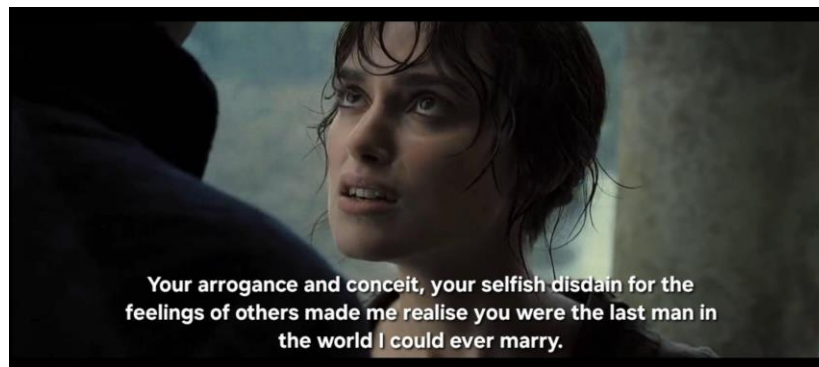 Your arrogance and conceit, your selfish disdain for the
feelings of others made me realise you were the last man in
the world I could ever marry.